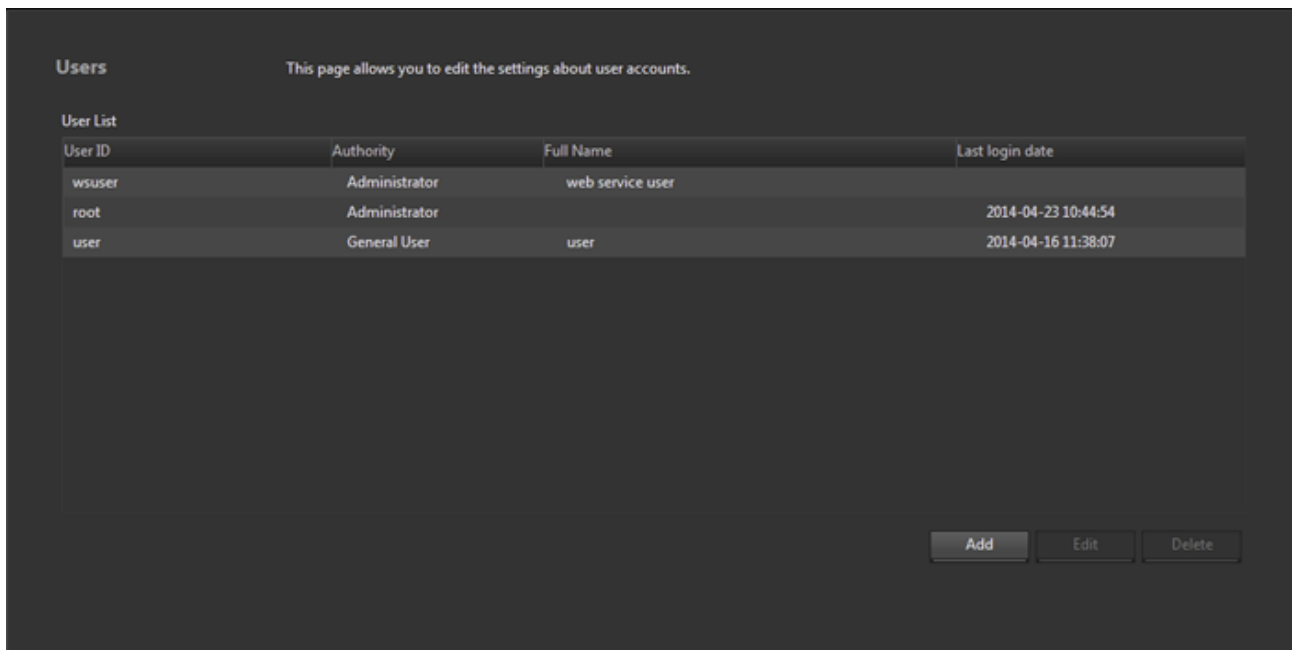 Users This page allows you to edit the settings about user accounts.
User List
User ID Authority Full Name Last login date
wsuser Administrator web service user
root Administrator 2014-04-23 10:44:54
user General User user 2014-04-16 11:38:07
Add Edit Delete